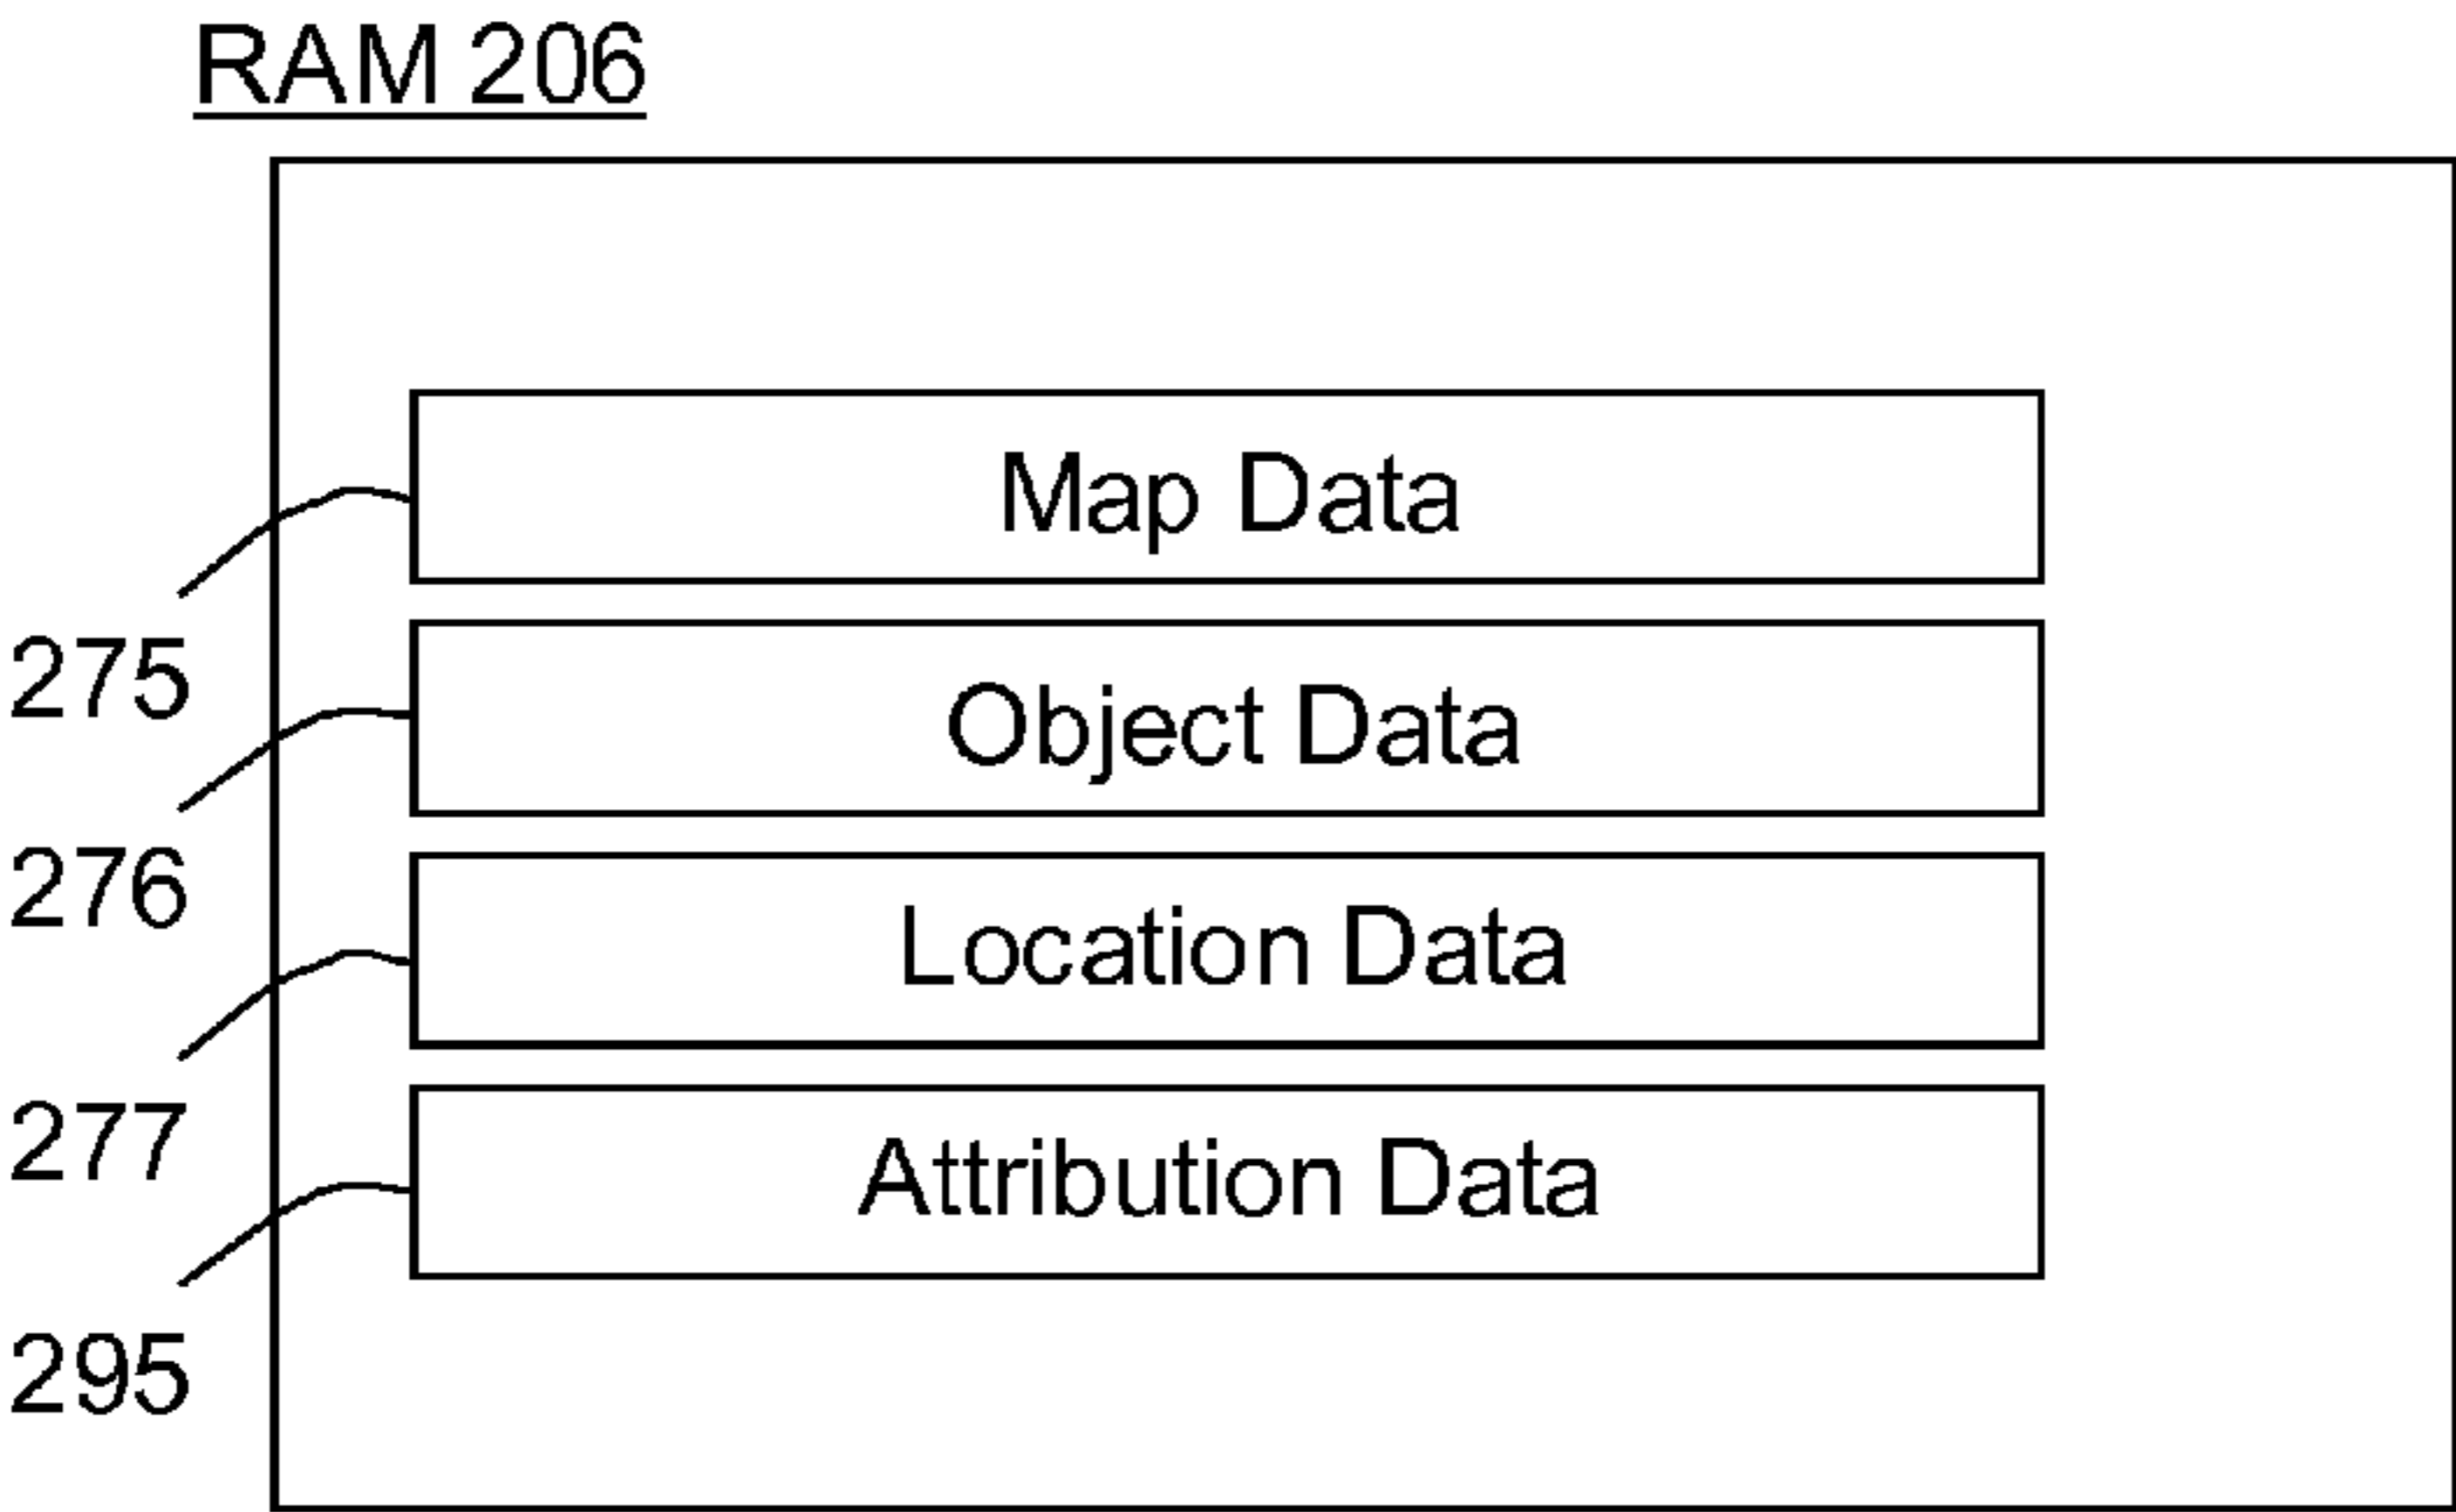 RAM 206
Map Data
275
Object Data
276
Location Data
277
Attribution Data
295